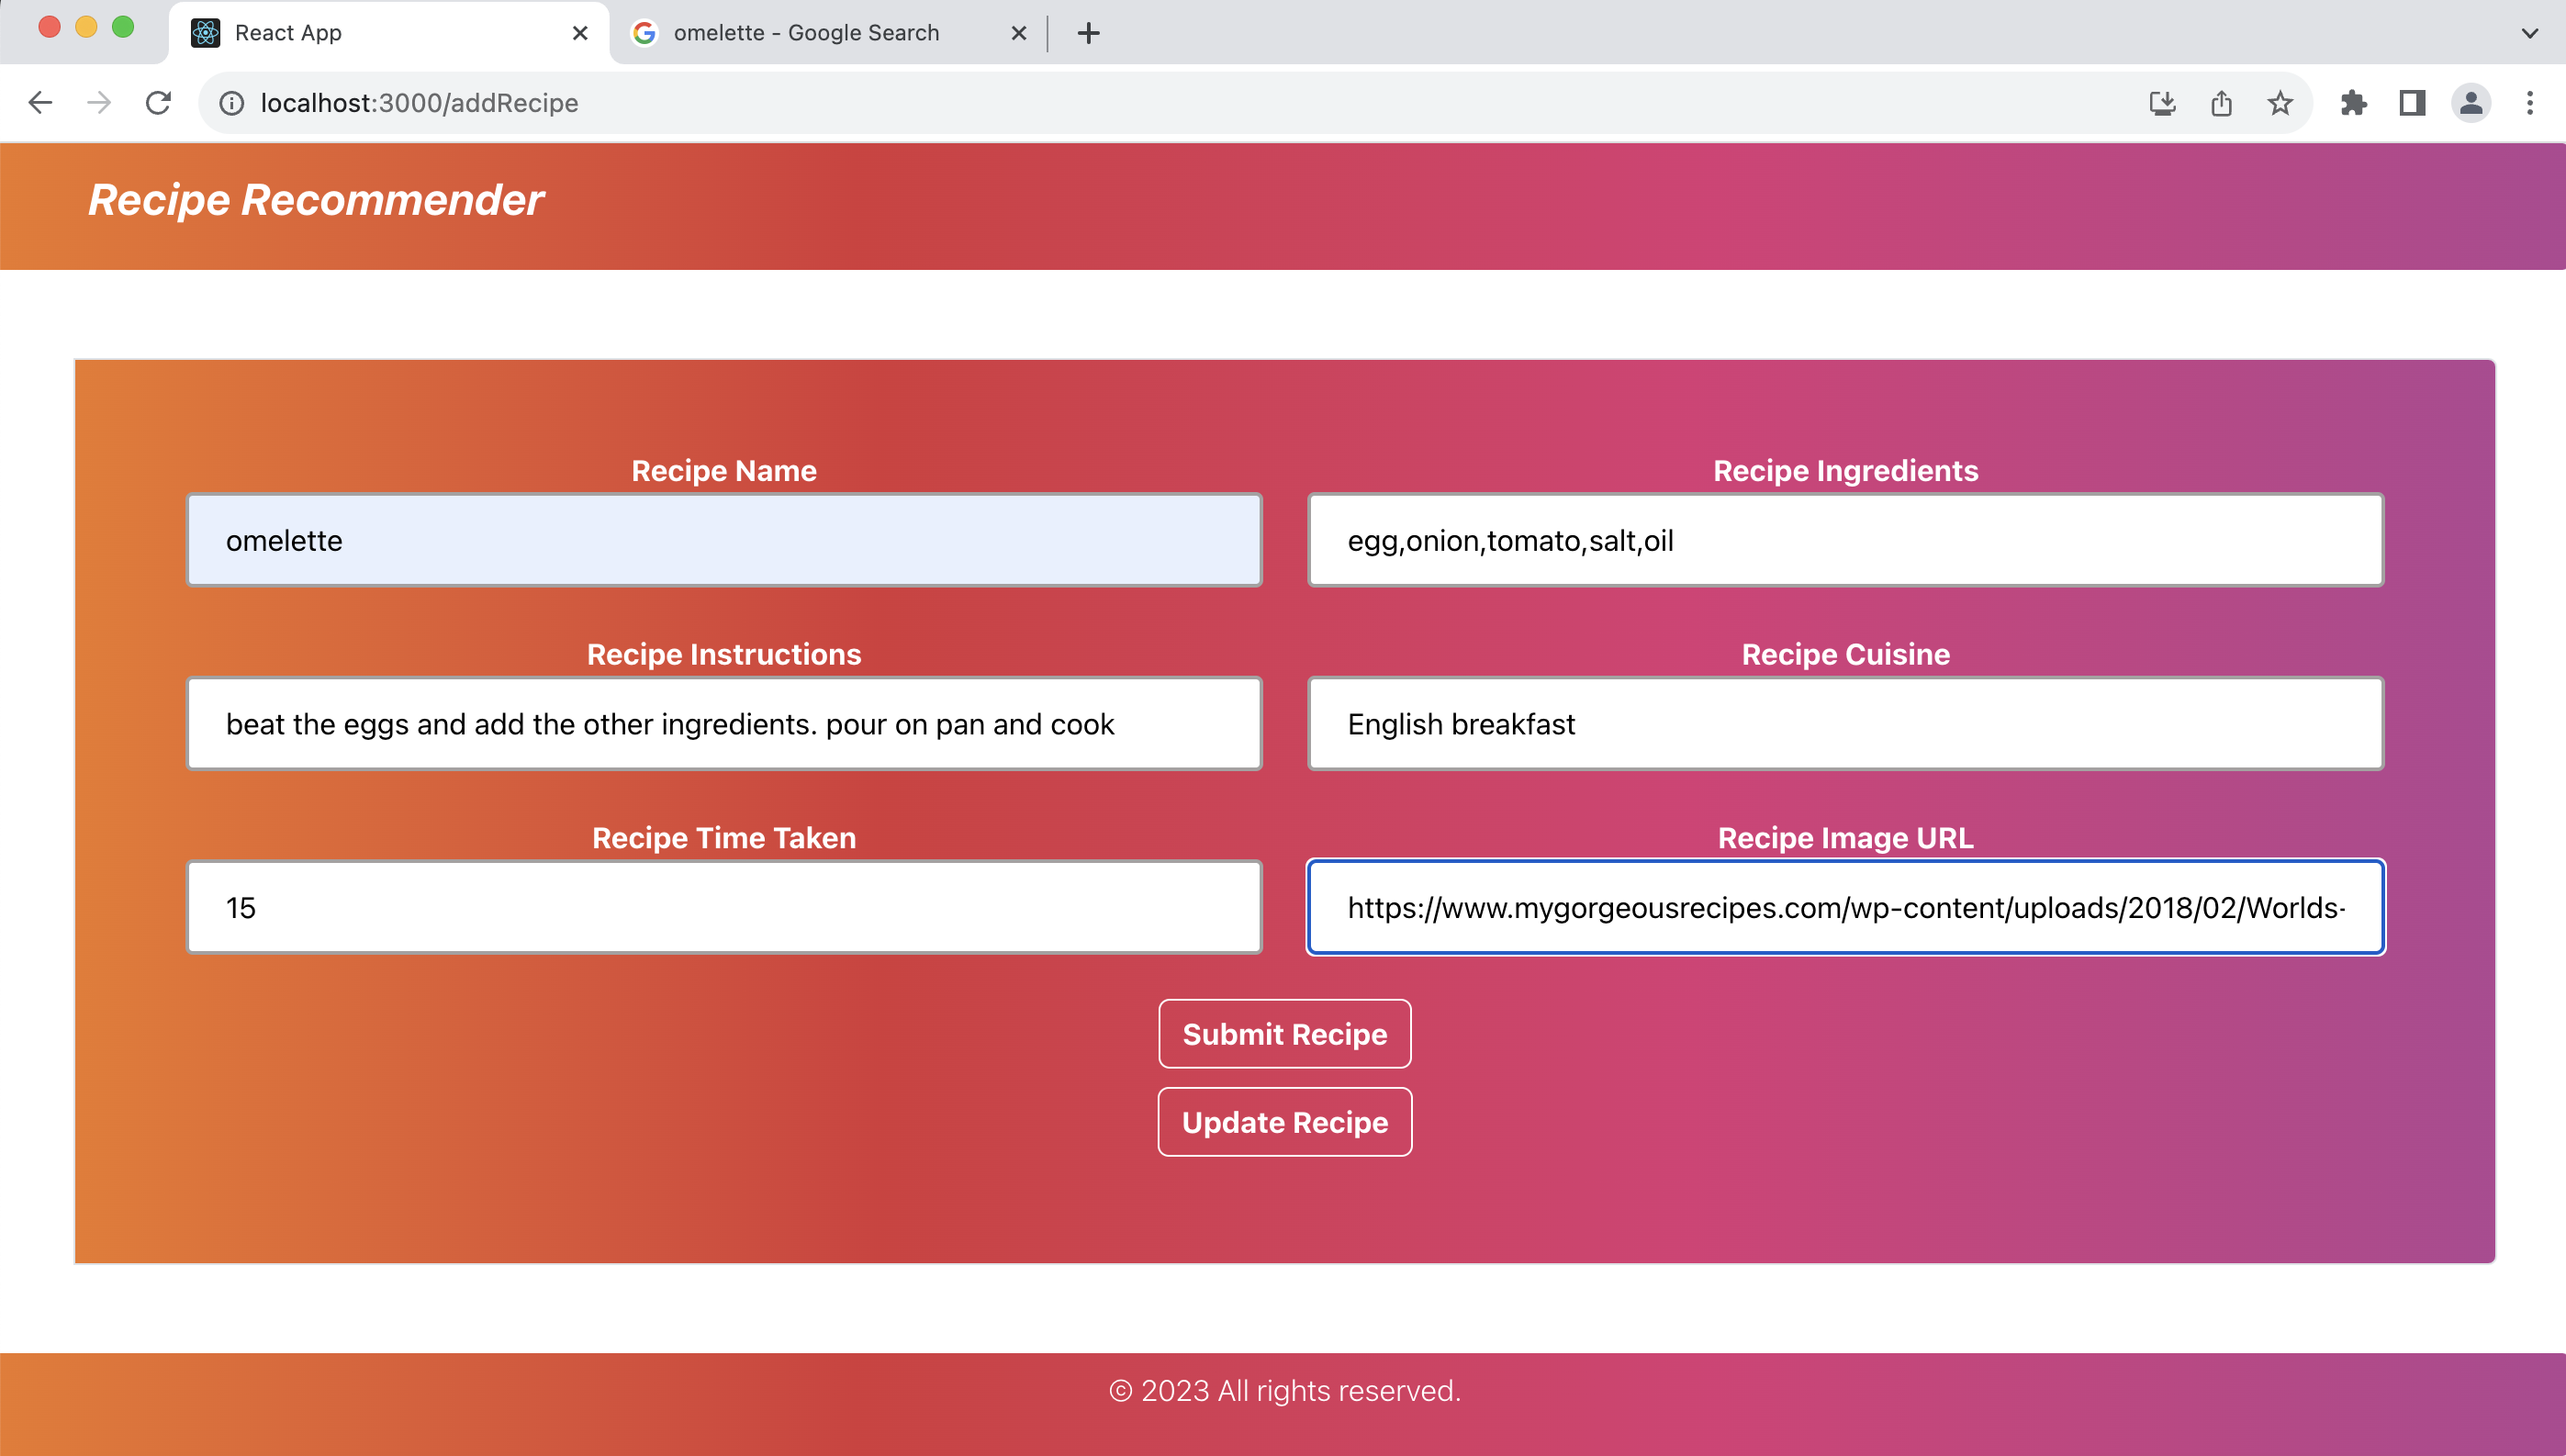 React App
omelette - Google Search
localhost:3000/addRecipe
Recipe Recommender
Recipe Name
Recipe Ingredients
omelette
egg,onion,tomato,salt,oil
Recipe Instructions
Recipe Cuisine
beat the eggs and add the other ingredients. pour on pan and cook
English breakfast
Recipe Time Taken
Recipe Image URL
15
https://www.mygorgeousrecipes.com/wp-content/uploads/2018/02/Worlds-
Submit Recipe
Update Recipe
© 2023 All rights reserved.